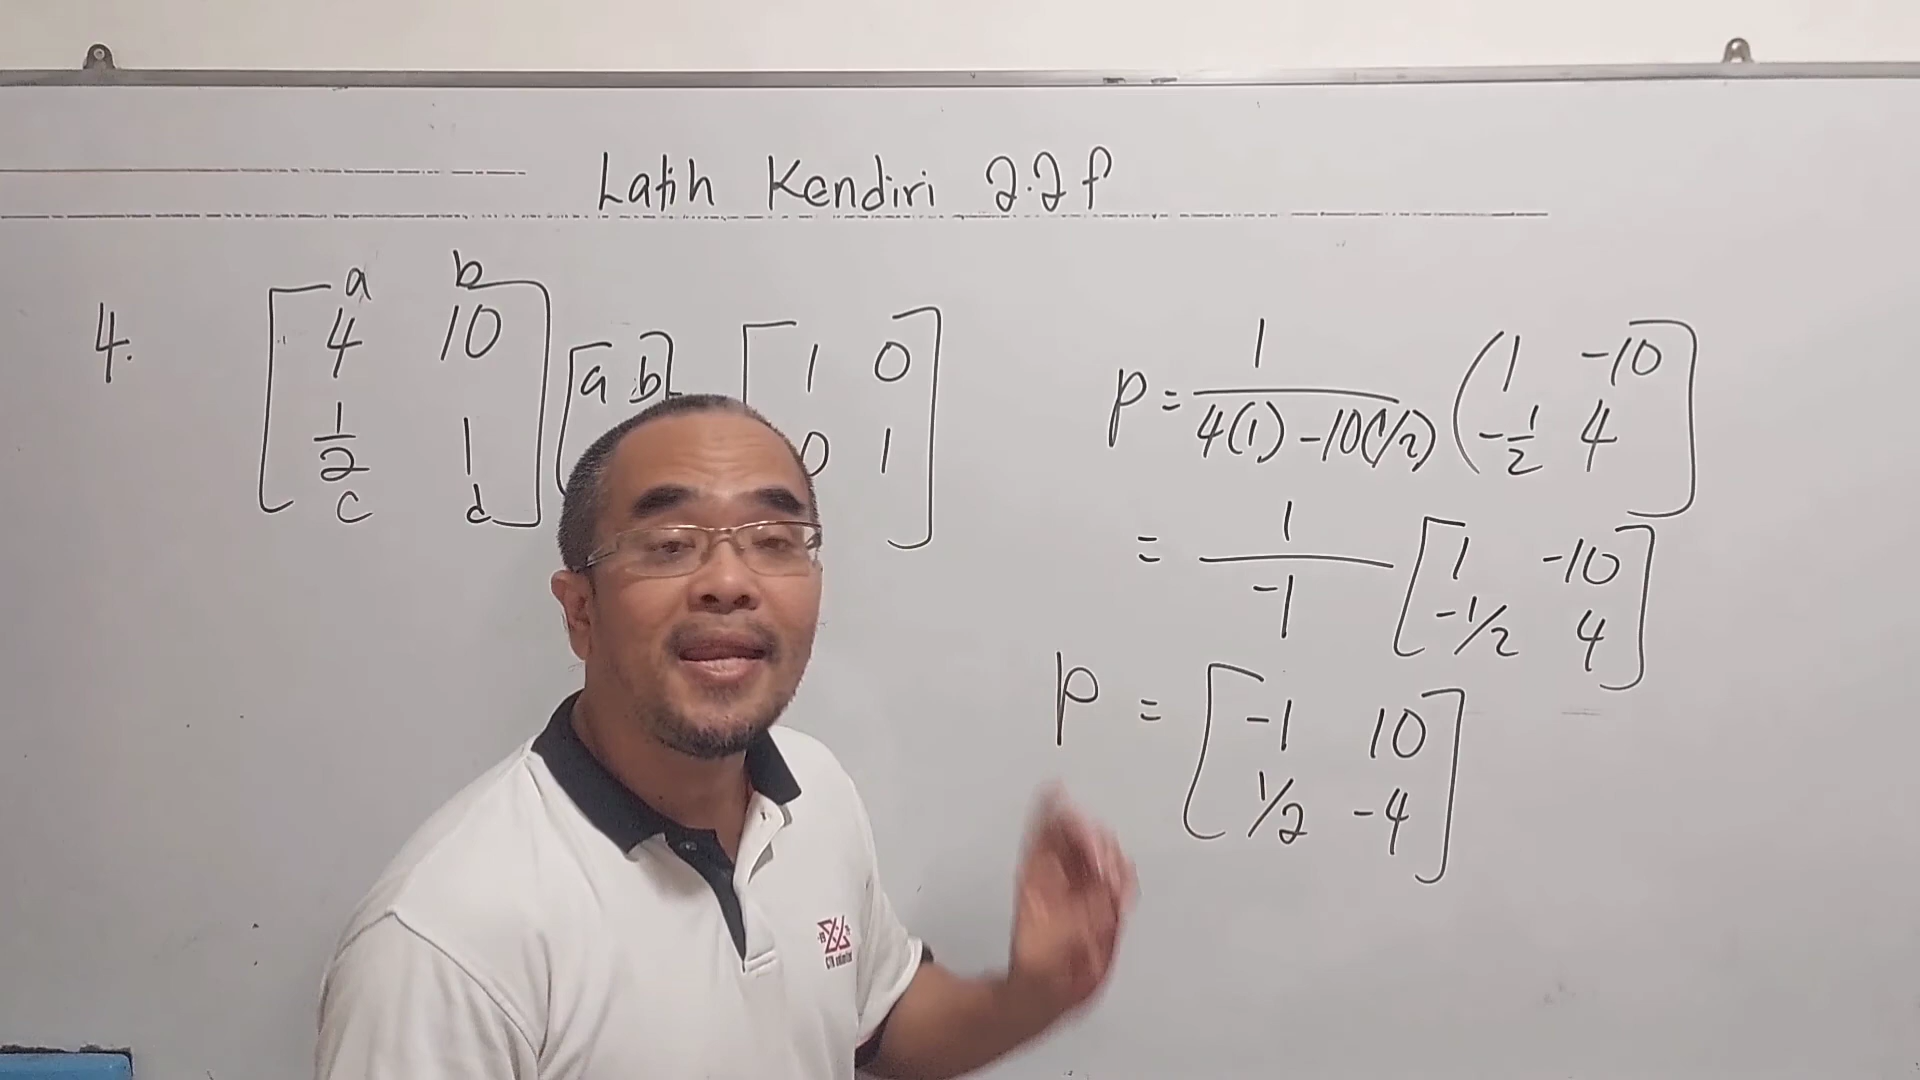 Latih Kendiri 2.2f
4.
a b
4 10
1/2 1
c d
a b
1 0
0 1
P = 1 / 4(1) - 10(1/2) ( 1 -10 ]
-1/2 4
= 1 / -1 [ 1 -10 ]
-1/2 4
P = [ -1 10 ]
1/2 -4